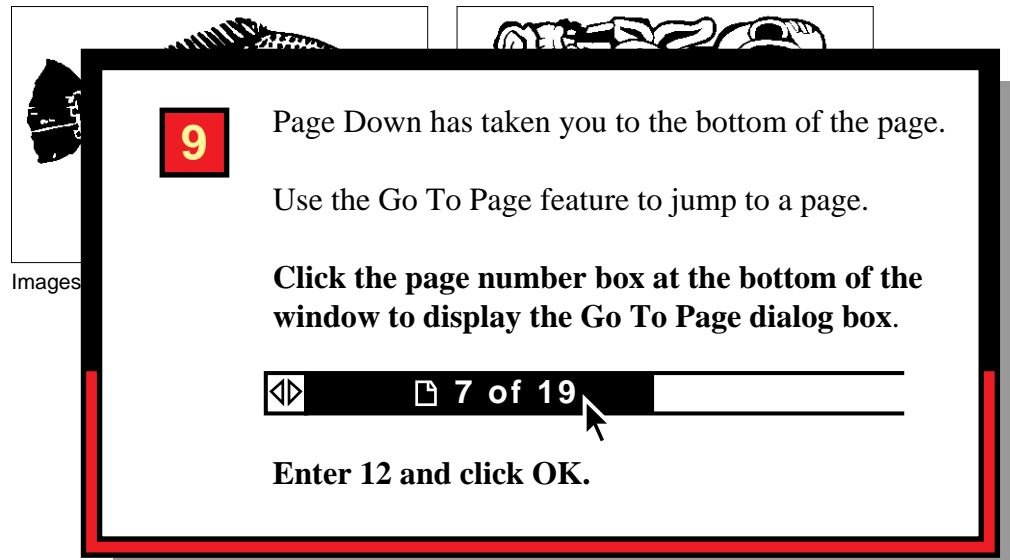 9
Page Down has taken you to the bottom of the page.
Use the Go To Page feature to jump to a page.
Images
Click the page number box at the bottom of the
window to display the Go To Page dialog box.
7 of 19
Enter 12 and click OK.